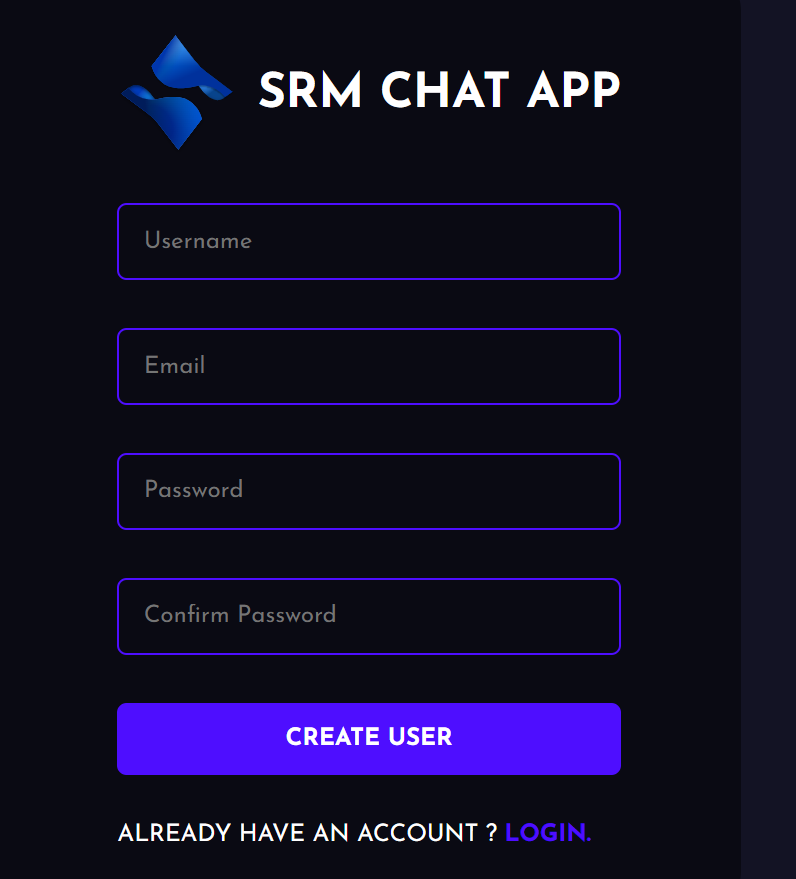 SRM CHAT APP
Username
Email
Password
Confirm Password
CREATE USER
ALREADY HAVE AN ACCOUNT ? LOGIN.